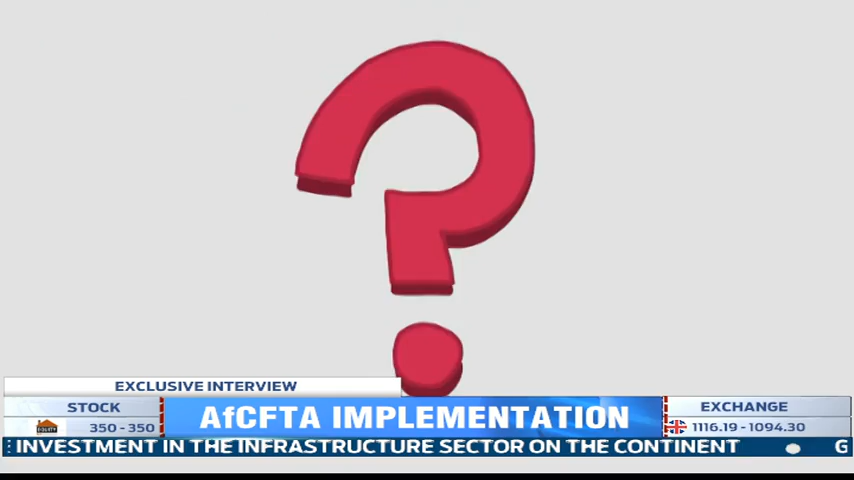 ?
EXCLUSIVE INTERVIEW
STOCK
EQUITY 350 - 350
AfCFTA IMPLEMENTATION
EXCHANGE
1116.19 - 1094.30
: INVESTMENT IN THE INFRASTRUCTURE SECTOR ON THE CONTINENT G